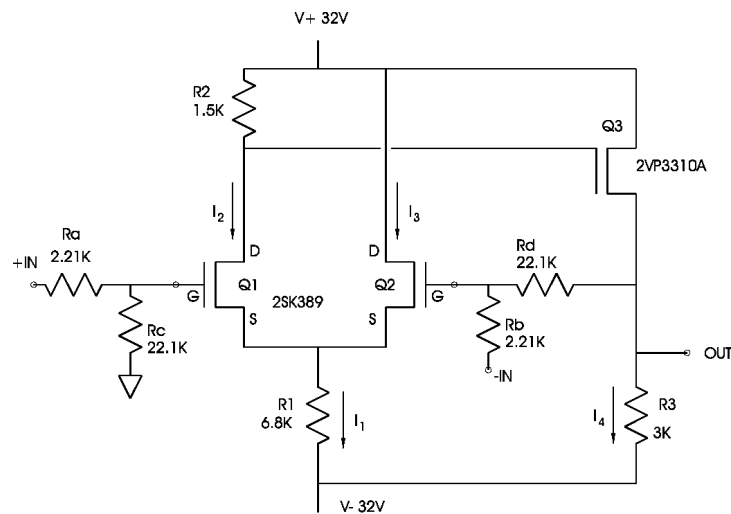 V+ 32V
R2
1.5K
Q3
2VP3310A
I2
I3
Ra
2.21K
+IN
D
D
Rd
22.1K
G
Q1
Q2
G
2SK389
Rc
22.1K
S
S
Rb
2.21K
-IN
OUT
R1
6.8K
I1
I4
R3
3K
V- 32V